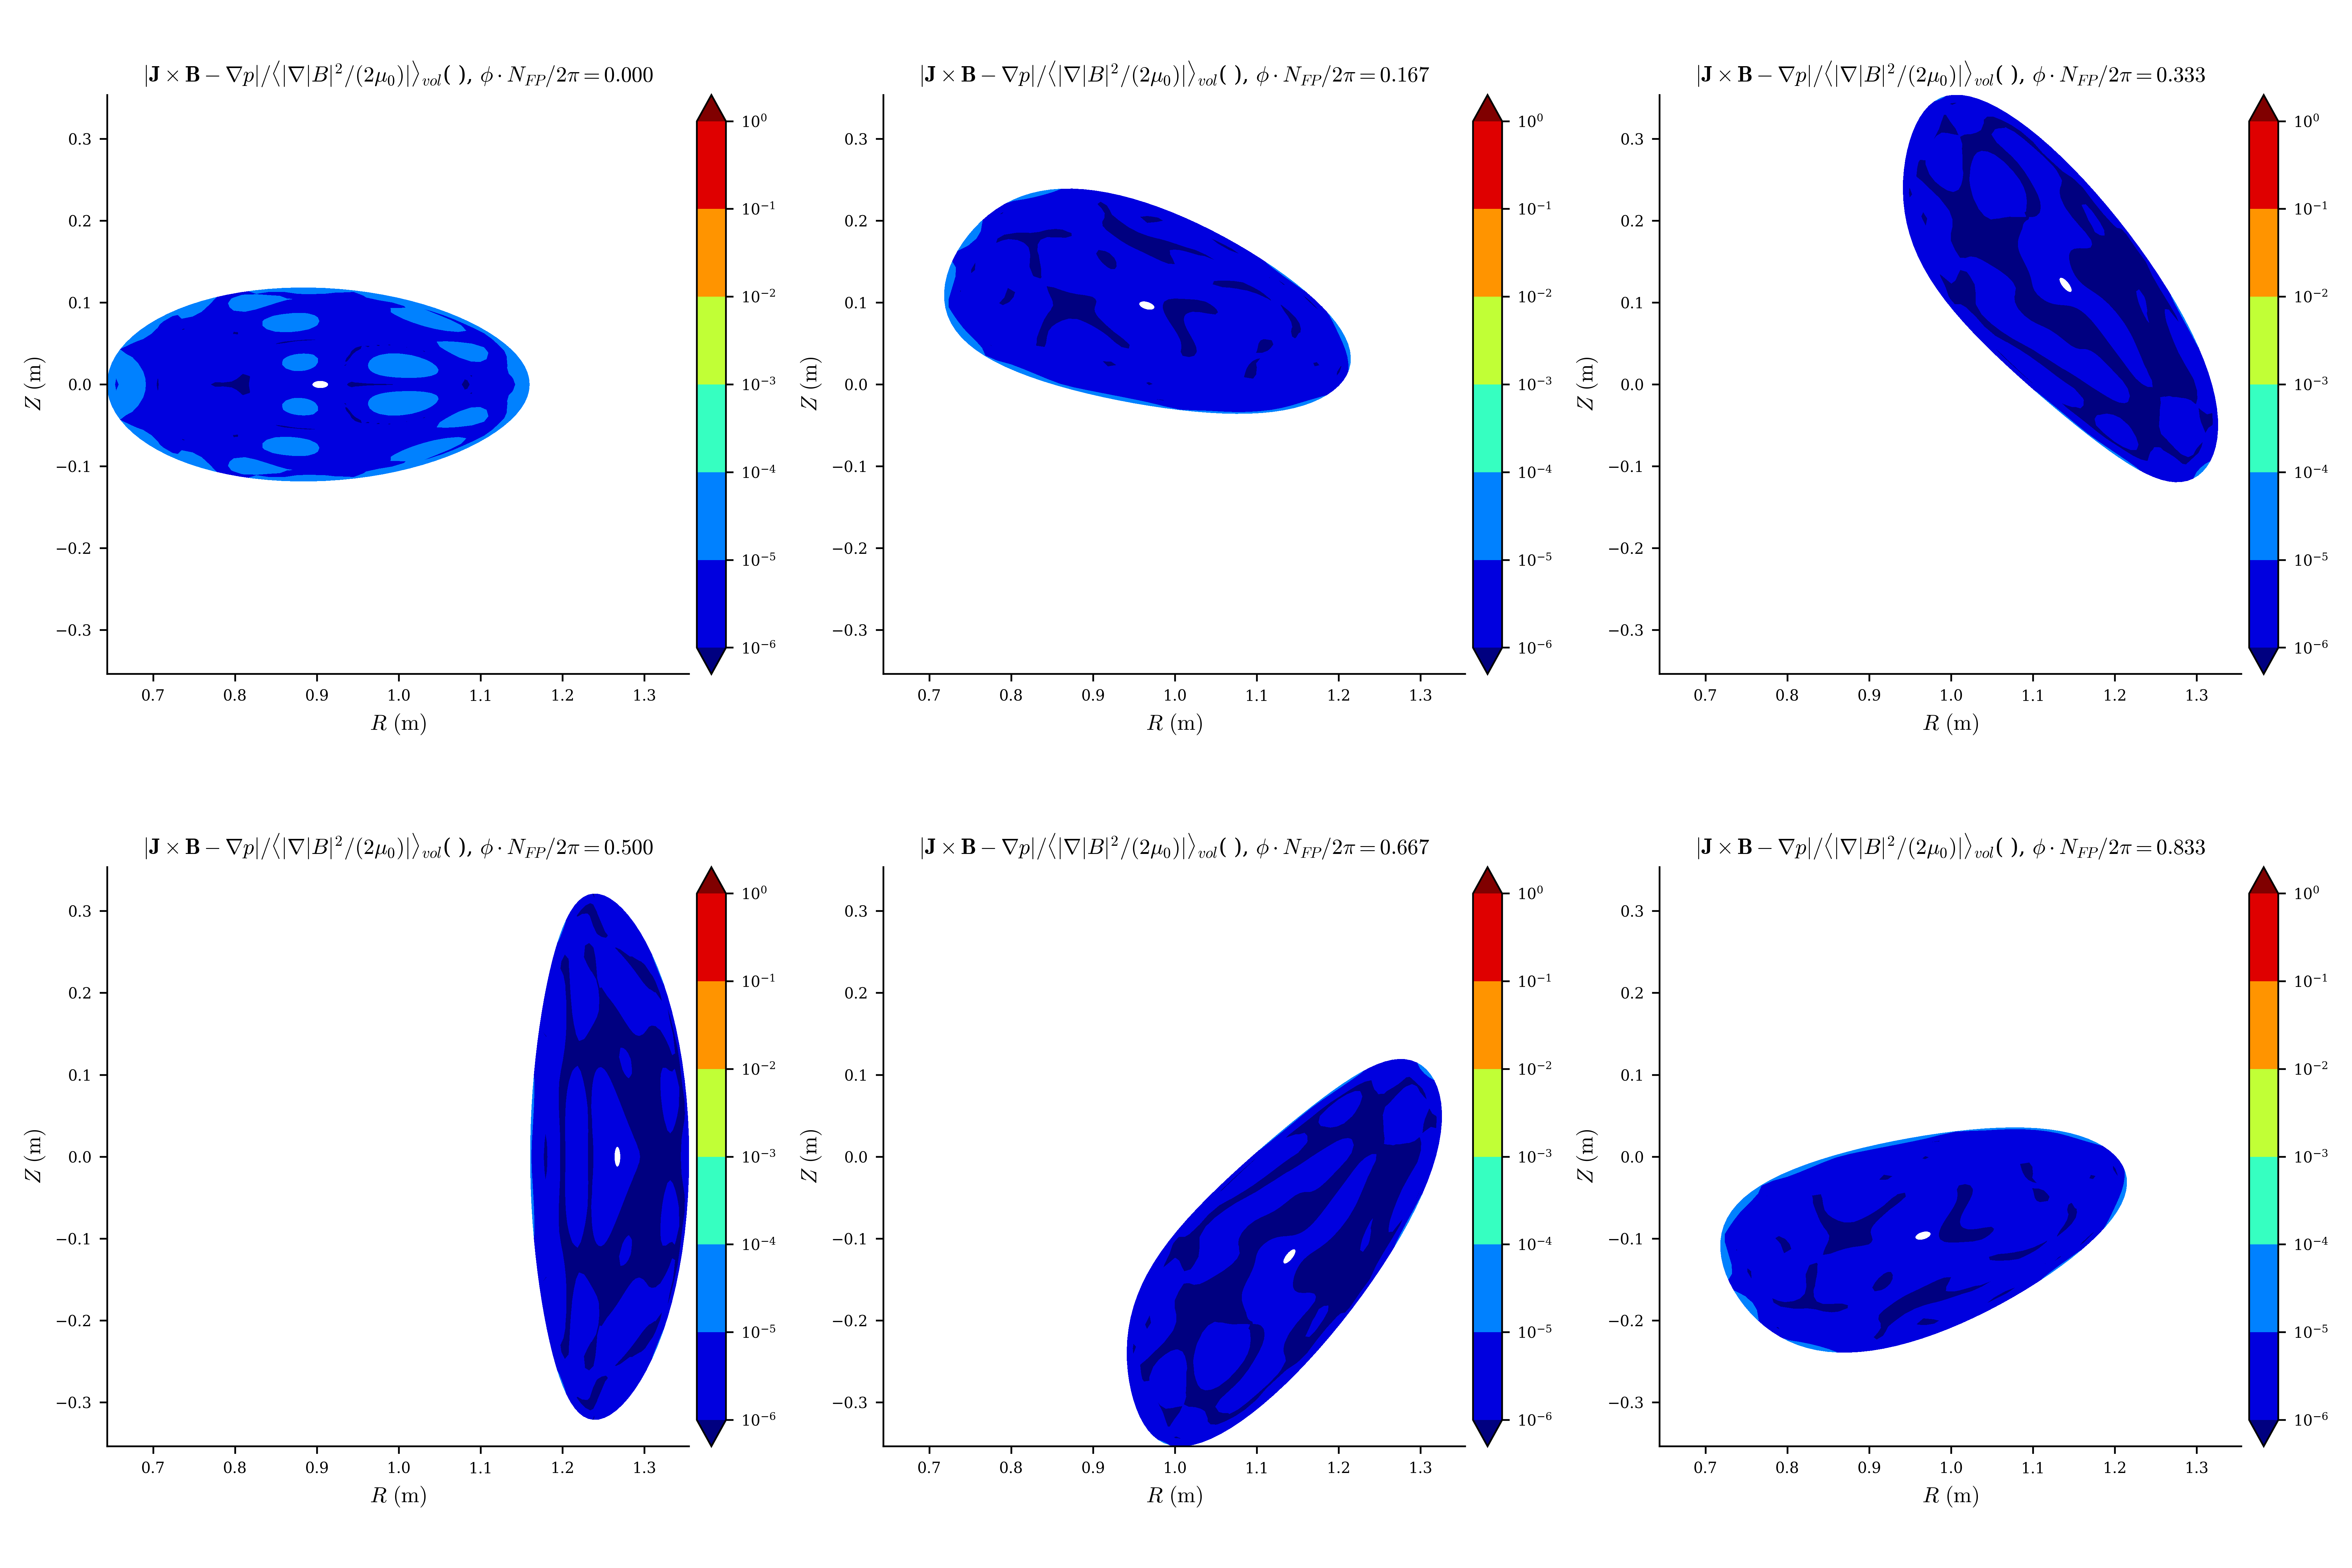 |J × B − ∇p|/⟨|∇|B|²/(2μ₀)|⟩vol( ), φ · NFP/2π = 0.000
|J × B − ∇p|/⟨|∇|B|²/(2μ₀)|⟩vol( ), φ · NFP/2π = 0.167
|J × B − ∇p|/⟨|∇|B|²/(2μ₀)|⟩vol( ), φ · NFP/2π = 0.333
0.3 0.2 0.1 0.0 −0.1 −0.2 −0.3
Z (m)
0.7 0.8 0.9 1.0 1.1 1.2 1.3
R (m)
10⁰ 10⁻¹ 10⁻² 10⁻³ 10⁻⁴ 10⁻⁵ 10⁻⁶
0.3 0.2 0.1 0.0 −0.1 −0.2 −0.3
Z (m)
0.7 0.8 0.9 1.0 1.1 1.2 1.3
R (m)
10⁰ 10⁻¹ 10⁻² 10⁻³ 10⁻⁴ 10⁻⁵ 10⁻⁶
0.3 0.2 0.1 0.0 −0.1 −0.2 −0.3
Z (m)
0.7 0.8 0.9 1.0 1.1 1.2 1.3
R (m)
10⁰ 10⁻¹ 10⁻² 10⁻³ 10⁻⁴ 10⁻⁵ 10⁻⁶
|J × B − ∇p|/⟨|∇|B|²/(2μ₀)|⟩vol( ), φ · NFP/2π = 0.500
|J × B − ∇p|/⟨|∇|B|²/(2μ₀)|⟩vol( ), φ · NFP/2π = 0.667
|J × B − ∇p|/⟨|∇|B|²/(2μ₀)|⟩vol( ), φ · NFP/2π = 0.833
0.3 0.2 0.1 0.0 −0.1 −0.2 −0.3
Z (m)
0.7 0.8 0.9 1.0 1.1 1.2 1.3
R (m)
10⁰ 10⁻¹ 10⁻² 10⁻³ 10⁻⁴ 10⁻⁵ 10⁻⁶
0.3 0.2 0.1 0.0 −0.1 −0.2 −0.3
Z (m)
0.7 0.8 0.9 1.0 1.1 1.2 1.3
R (m)
10⁰ 10⁻¹ 10⁻² 10⁻³ 10⁻⁴ 10⁻⁵ 10⁻⁶
0.3 0.2 0.1 0.0 −0.1 −0.2 −0.3
Z (m)
0.7 0.8 0.9 1.0 1.1 1.2 1.3
R (m)
10⁰ 10⁻¹ 10⁻² 10⁻³ 10⁻⁴ 10⁻⁵ 10⁻⁶